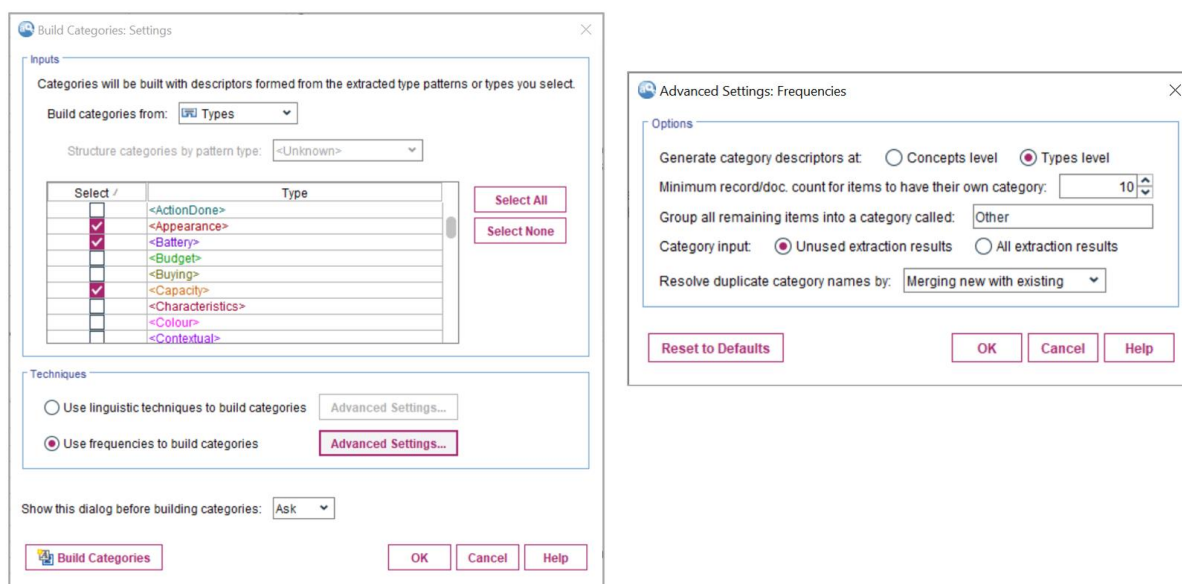 Build Categories: Settings
Inputs
Categories will be built with descriptors formed from the extracted type patterns or types you select.
Build categories from: Types
Structure categories by pattern type: <Unknown>
Select / Type
<ActionDone>
<Appearance>
<Battery>
<Budget>
<Buying>
<Capacity>
<Characteristics>
<Colour>
<Contextual>
Select All
Select None
Techniques
Use linguistic techniques to build categories Advanced Settings...
Use frequencies to build categories Advanced Settings...
Show this dialog before building categories: Ask
Build Categories OK Cancel Help
Advanced Settings: Frequencies
Options
Generate category descriptors at: Concepts level Types level
Minimum record/doc. count for items to have their own category: 10
Group all remaining items into a category called: Other
Category input: Unused extraction results All extraction results
Resolve duplicate category names by: Merging new with existing
Reset to Defaults OK Cancel Help